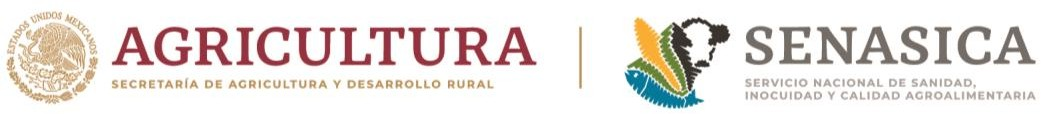 ESTADOS UNIDOS MEXICANOS
AGRICULTURA
SECRETARÍA DE AGRICULTURA Y DESARROLLO RURAL
SENASICA
SERVICIO NACIONAL DE SANIDAD,
INOCUIDAD Y CALIDAD AGROALIMENTARIA